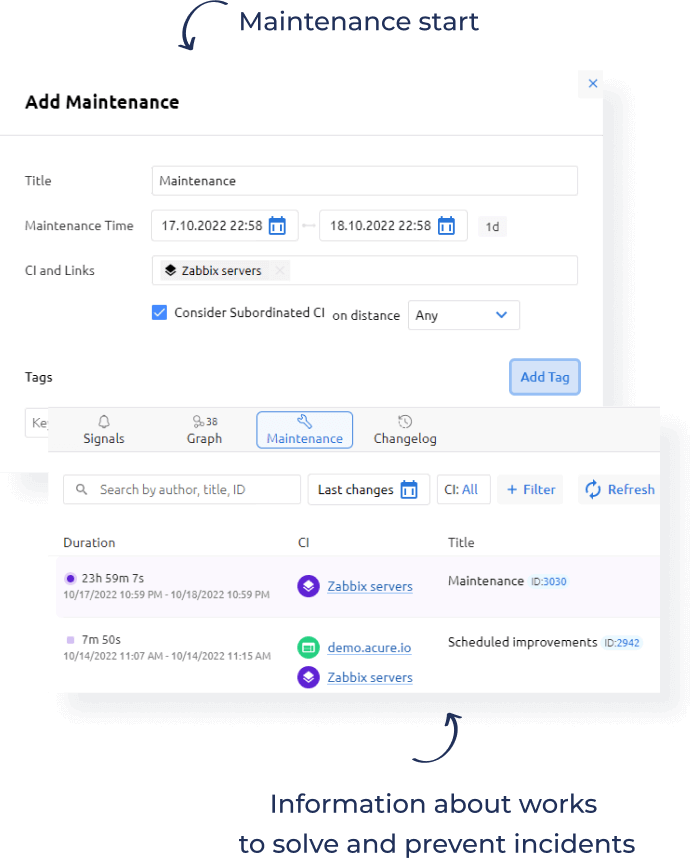 Maintenance start
Add Maintenance
Title
Maintenance
Maintenance Time
17.10.2022 22:58
18.10.2022 22:58
1d
CI and Links
Zabbix servers
Consider Subordinated CI
on distance
Any
Tags
Add Tag
Signals
38
Graph
Maintenance
Changelog
Search by author, title, ID
Last changes
CI: All
+ Filter
Refresh
Duration
CI
Title
23h 59m 7s
10/17/2022 10:59 PM - 10/18/2022 10:59 PM
Zabbix servers
Maintenance ID:3030
7m 50s
10/14/2022 11:07 AM - 10/14/2022 11:15 AM
demo.acure.io
Zabbix servers
Scheduled improvements ID:2942
Information about works
to solve and prevent incidents